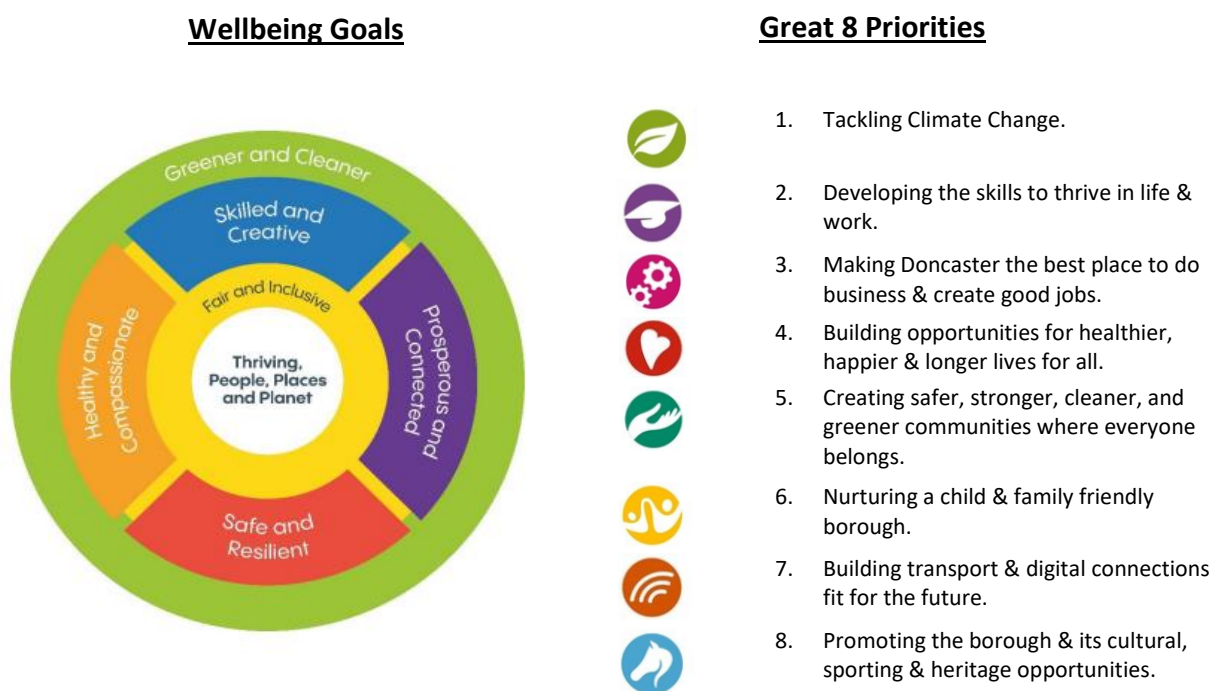 Wellbeing Goals
Greener and Cleaner
Skilled and
Creative
Fair and Inclusive
Healthy and
Compassionate
Thriving,
People, Places
and Planet
Prosperous and
Connected
Safe and
Resilient
Great 8 Priorities
1. Tackling Climate Change.
2. Developing the skills to thrive in life &
work.
3. Making Doncaster the best place to do
business & create good jobs.
4. Building opportunities for healthier,
happier & longer lives for all.
5. Creating safer, stronger, cleaner, and
greener communities where everyone
belongs.
6. Nurturing a child & family friendly
borough.
7. Building transport & digital connections
fit for the future.
8. Promoting the borough & its cultural,
sporting & heritage opportunities.